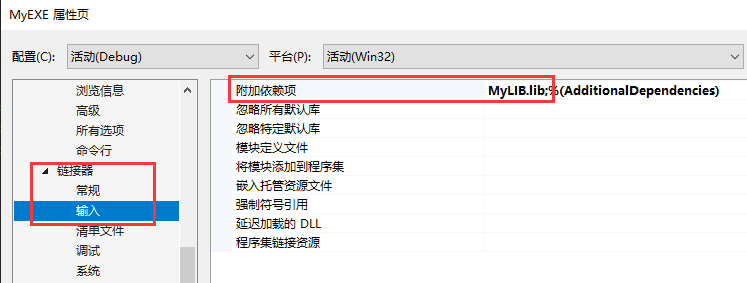 MyEXE 属性页
配置(C): 活动(Debug) 平台(P): 活动(Win32)
浏览信息
高级
所有选项
命令行
链接器
常规
输入
清单文件
调试
系统
附加依赖项 MyLIB.lib;%(AdditionalDependencies)
忽略所有默认库
忽略特定默认库
模块定义文件
将模块添加到程序集
嵌入托管资源文件
强制符号引用
延迟加载的 DLL
程序集链接资源